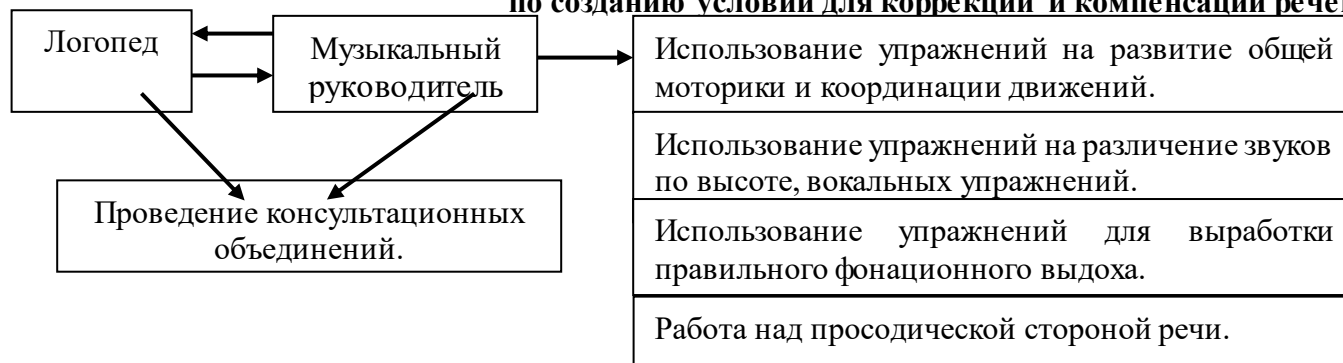 по созданию условий для коррекции и компенсации
Логопед
Музыкальный
руководитель
Использование упражнений на развитие общей
моторики и координации движений.
Использование упражнений на различение звуков
по высоте, вокальных упражнений.
Проведение консультационных
объединений.
Использование упражнений для выработки
правильного фонационного выдоха.
Работа над просодической стороной речи.